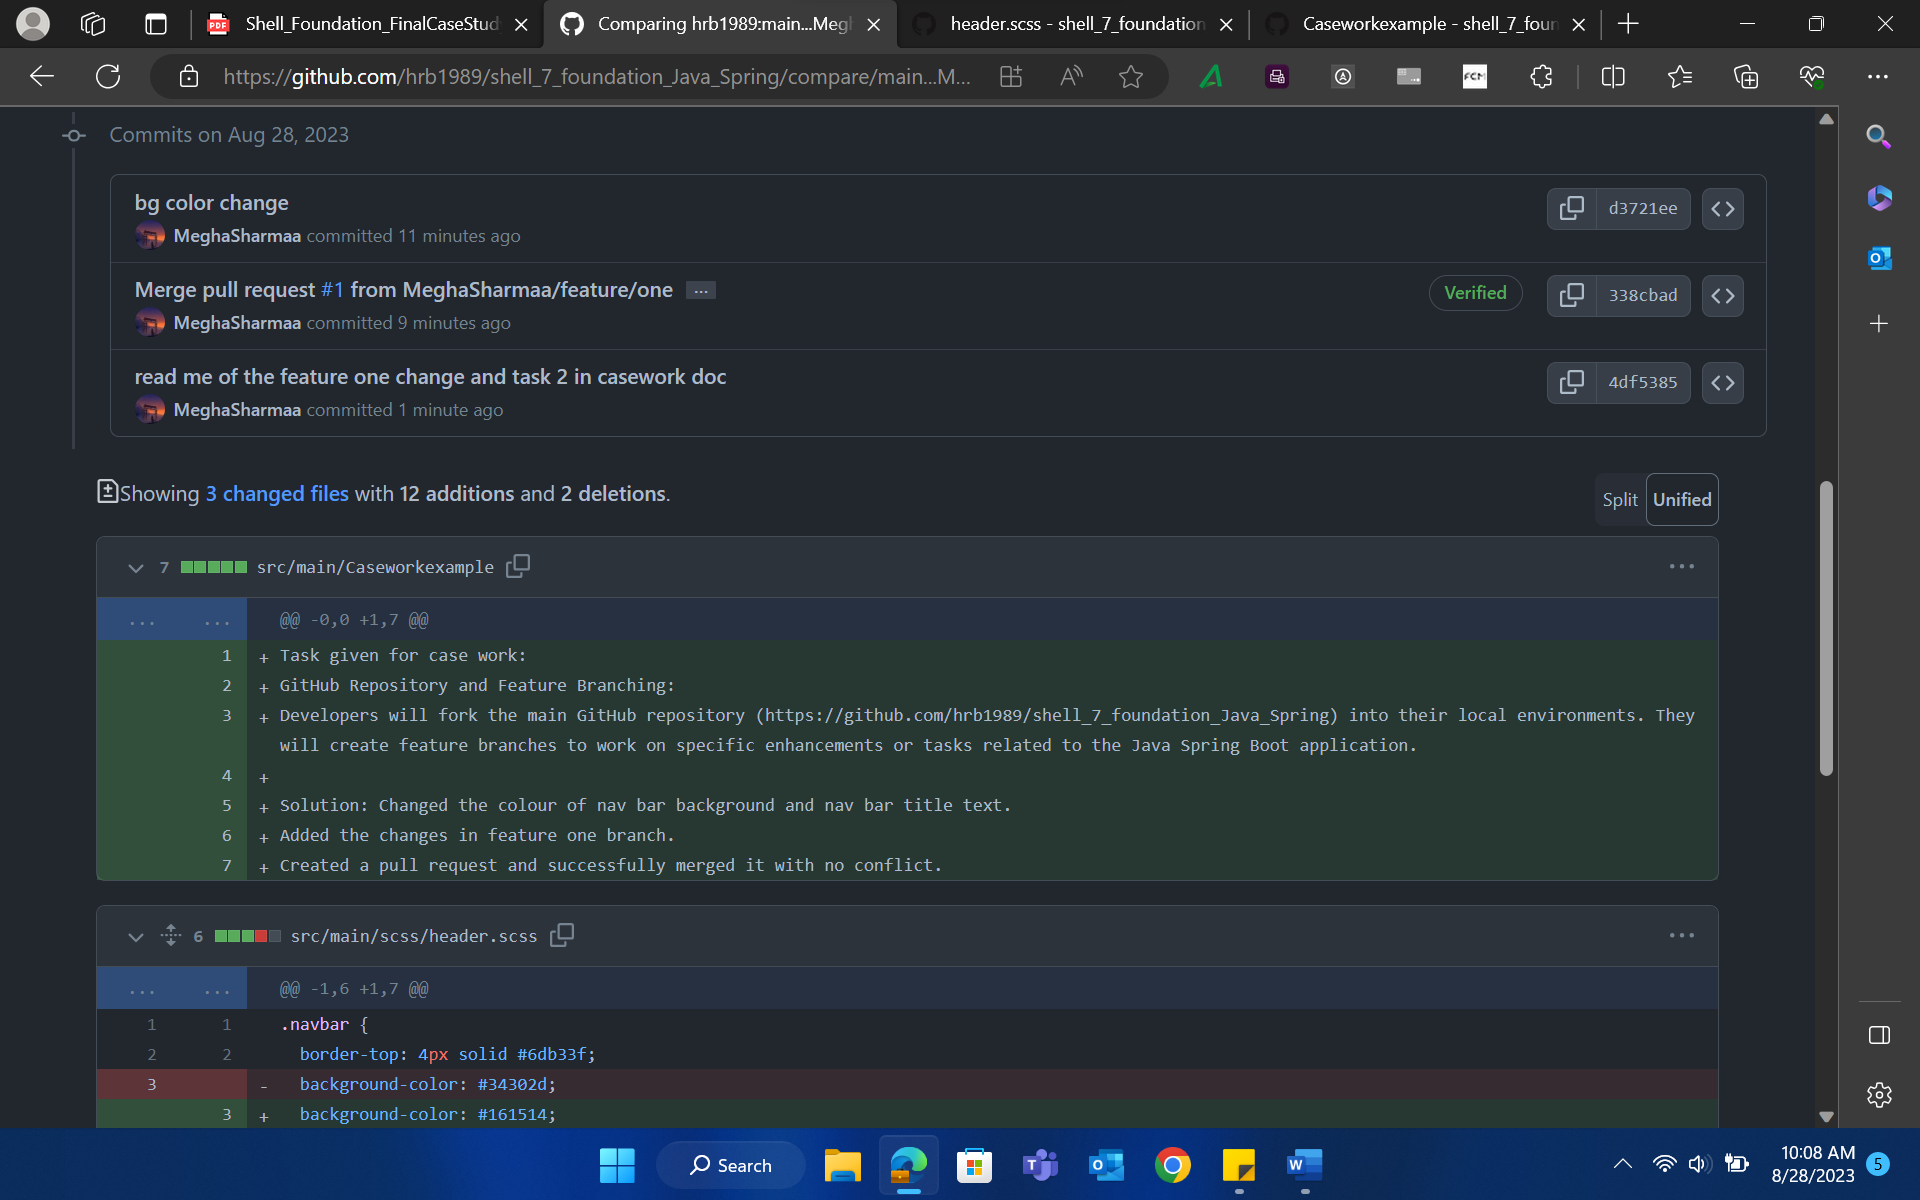 Shell_Foundation_FinalCaseStud
Comparing hrb1989:main...Megh
header.scss - shell_7_foundation
Caseworkexample - shell_7_foun
https://github.com/hrb1989/shell_7_foundation_Java_Spring/compare/main...M...
Commits on Aug 28, 2023
bg color change
MeghaSharmaa committed 11 minutes ago
d3721ee
Merge pull request #1 from MeghaSharmaa/feature/one ...
MeghaSharmaa committed 9 minutes ago
Verified
338cbad
read me of the feature one change and task 2 in casework doc
MeghaSharmaa committed 1 minute ago
4df5385
Showing 3 changed files with 12 additions and 2 deletions.
Split Unified
7 src/main/Caseworkexample
... ... @@ -0,0 +1,7 @@
1 + Task given for case work:
2 + GitHub Repository and Feature Branching:
3 + Developers will fork the main GitHub repository (https://github.com/hrb1989/shell_7_foundation_Java_Spring) into their local environments. They
will create feature branches to work on specific enhancements or tasks related to the Java Spring Boot application.
4 +
5 + Solution: Changed the colour of nav bar background and nav bar title text.
6 + Added the changes in feature one branch.
7 + Created a pull request and successfully merged it with no conflict.
6 src/main/scss/header.scss
... ... @@ -1,6 +1,7 @@
1 1 .navbar {
2 2 border-top: 4px solid #6db33f;
3 - background-color: #34302d;
3 + background-color: #161514;
Search
10:08 AM
8/28/2023
5